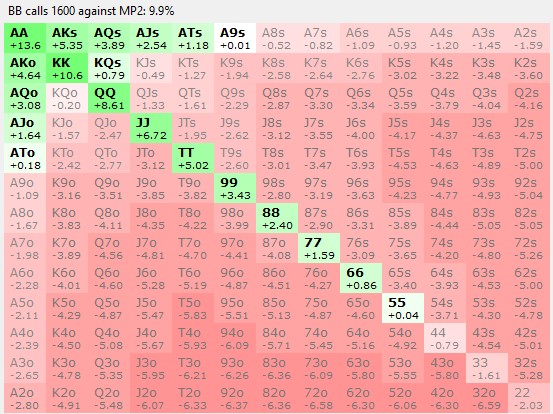 BB calls 1600 against MP2: 9.9%
AA AKs AQs AJs ATs A9s A8s A7s A6s A5s A4s A3s A2s
+13.6 +5.35 +3.89 +2.54 +1.18 +0.01 -0.52 -0.82 -1.09 -0.93 -1.20 -1.45 -1.59
AKo KK KQs KJs KTs K9s K8s K7s K6s K5s K4s K3s K2s
+4.64 +10.6 +0.79 -0.49 -1.27 -1.94 -2.58 -2.64 -2.76 -3.02 -3.22 -3.48 -3.60
AQo KQo QQ QJs QTs Q9s Q8s Q7s Q6s Q5s Q4s Q3s Q2s
+3.08 -0.20 +8.61 -1.33 -1.61 -2.29 -2.87 -3.30 -3.34 -3.59 -3.79 -4.04 -4.16
AJo KJo QJo JJ JTs J9s J8s J7s J6s J5s J4s J3s J2s
+1.64 -1.57 -2.47 +6.72 -1.95 -2.62 -3.12 -3.55 -4.00 -4.17 -4.37 -4.63 -4.75
ATo KTo QTo JTo TT T9s T8s T7s T6s T5s T4s T3s T2s
+0.18 -2.42 -2.77 -3.12 +5.02 -2.60 -3.01 -3.47 -3.93 -4.53 -4.63 -4.89 -5.00
A9o K9o Q9o J9o T9o 99 98s 97s 96s 95s 94s 93s 92s
-1.09 -3.16 -3.51 -3.85 -3.82 +3.43 -2.80 -3.19 -3.63 -4.23 -4.77 -4.93 -5.04
A8o K8o Q8o J8o T8o 98o 88 87s 86s 85s 84s 83s 82s
-1.67 -3.83 -4.11 -4.35 -4.22 -3.99 +2.40 -2.90 -3.31 -3.89 -4.44 -5.05 -5.05
A7o K7o Q7o J7o T7o 97o 87o 77 76s 75s 74s 73s 72s
-1.98 -3.89 -4.56 -4.81 -4.70 -4.41 -4.08 +1.59 -3.09 -3.65 -4.20 -4.80 -5.26
A6o K6o Q6o J6o T6o 96o 86o 76o 66 65s 64s 63s 62s
-2.28 -4.01 -4.60 -5.28 -5.19 -4.87 -4.51 -4.27 +0.86 -3.40 -3.93 -4.53 -5.00
A5o K5o Q5o J5o T5o 95o 85o 75o 65o 55 54s 53s 52s
-2.11 -4.29 -4.87 -5.47 -5.83 -5.51 -5.13 -4.87 -4.60 +0.04 -3.71 -4.30 -4.78
A4o K4o Q4o J4o T4o 94o 84o 74o 64o 54o 44 43s 42s
-2.39 -4.50 -5.08 -5.67 -5.93 -6.09 -5.71 -5.45 -5.16 -4.92 -0.79 -4.54 -5.01
A3o K3o Q3o J3o T3o 93o 83o 73o 63o 53o 43o 33 32s
-2.65 -4.78 -5.35 -5.95 -6.21 -6.26 -6.36 -6.09 -5.80 -5.55 -5.80 -1.61 -5.28
A2o K2o Q2o J2o T2o 92o 82o 72o 62o 52o 42o 32o 22
-2.80 -4.91 -5.48 -6.07 -6.33 -6.37 -6.36 -6.58 -6.30 -6.06 -6.30 -6.59 -2.03